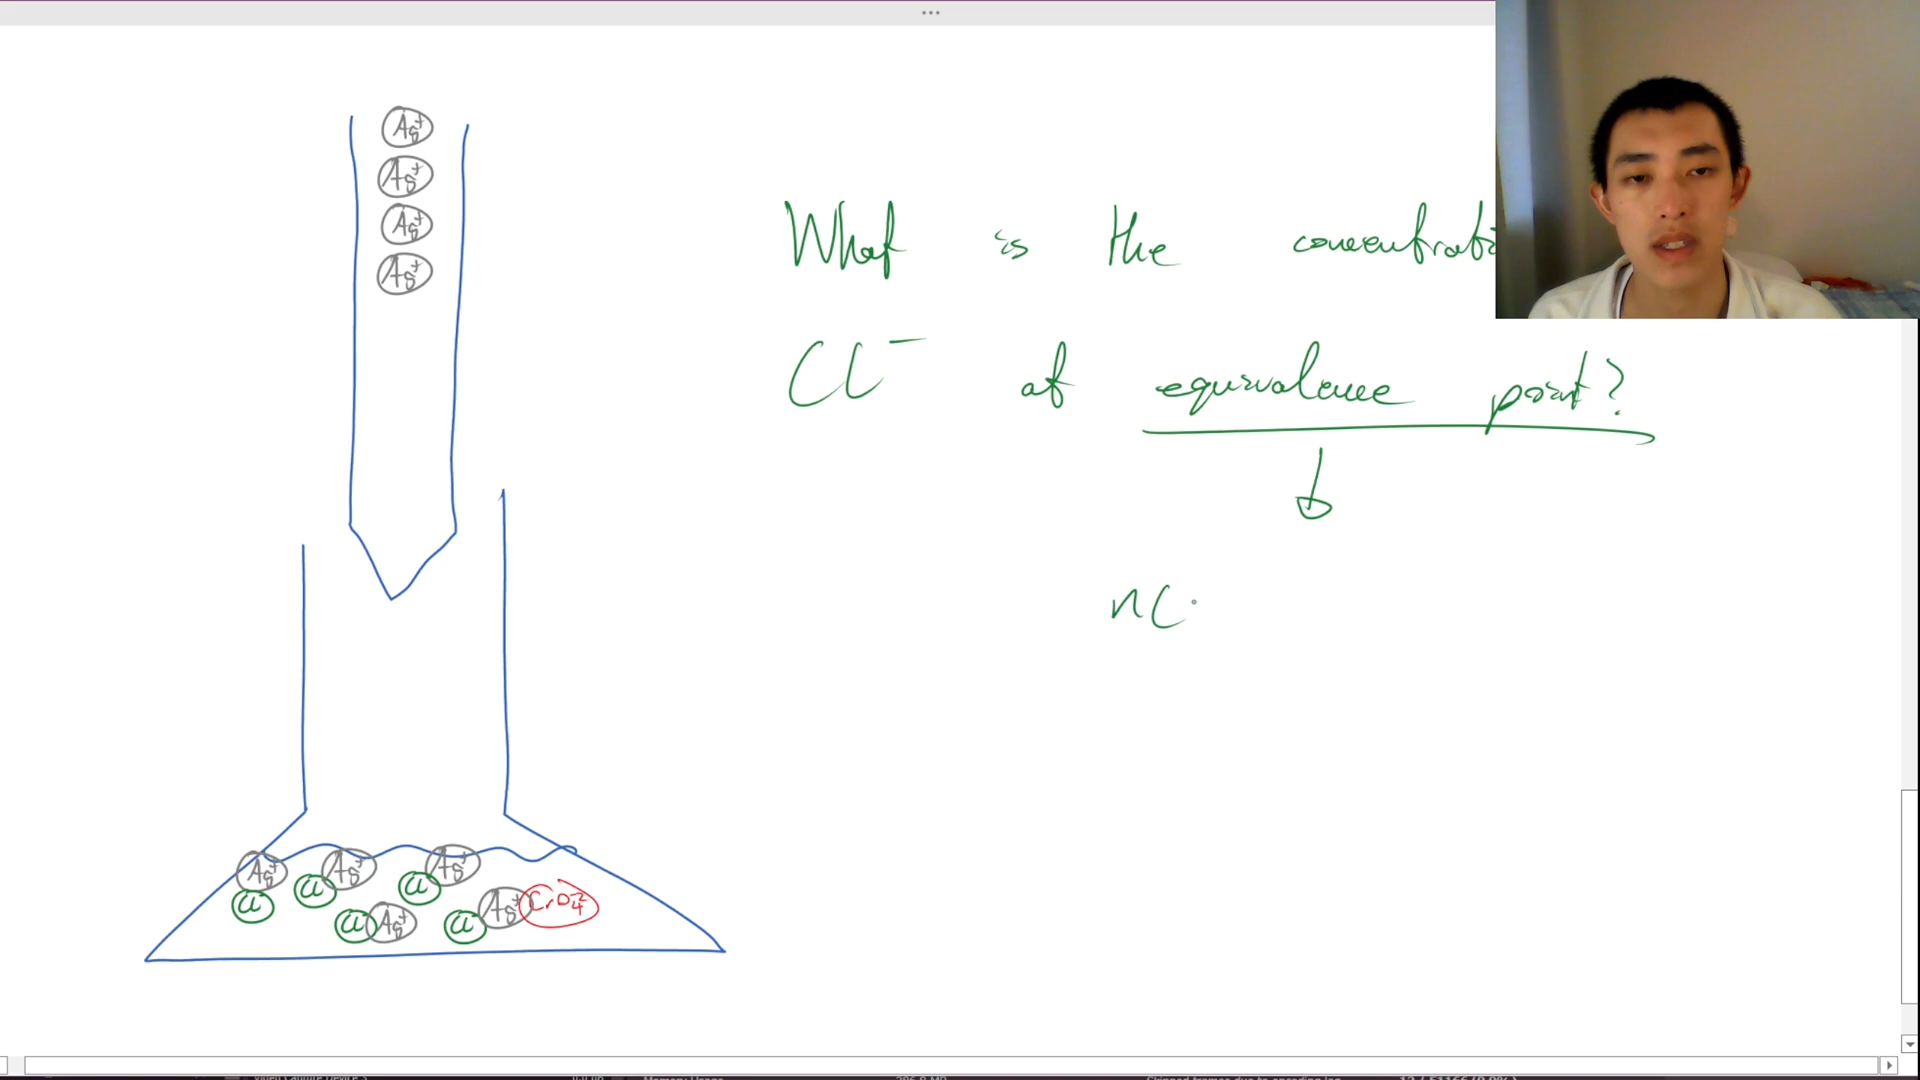 Ag+
Ag+
Ag+
Ag+
What is the concentrati
Cl⁻ at equivalence point?
nC
Ag+ Ag+ Ag+
Cl Cl Cl
Cl Ag+ Cl Ag+ CrO₄²⁻